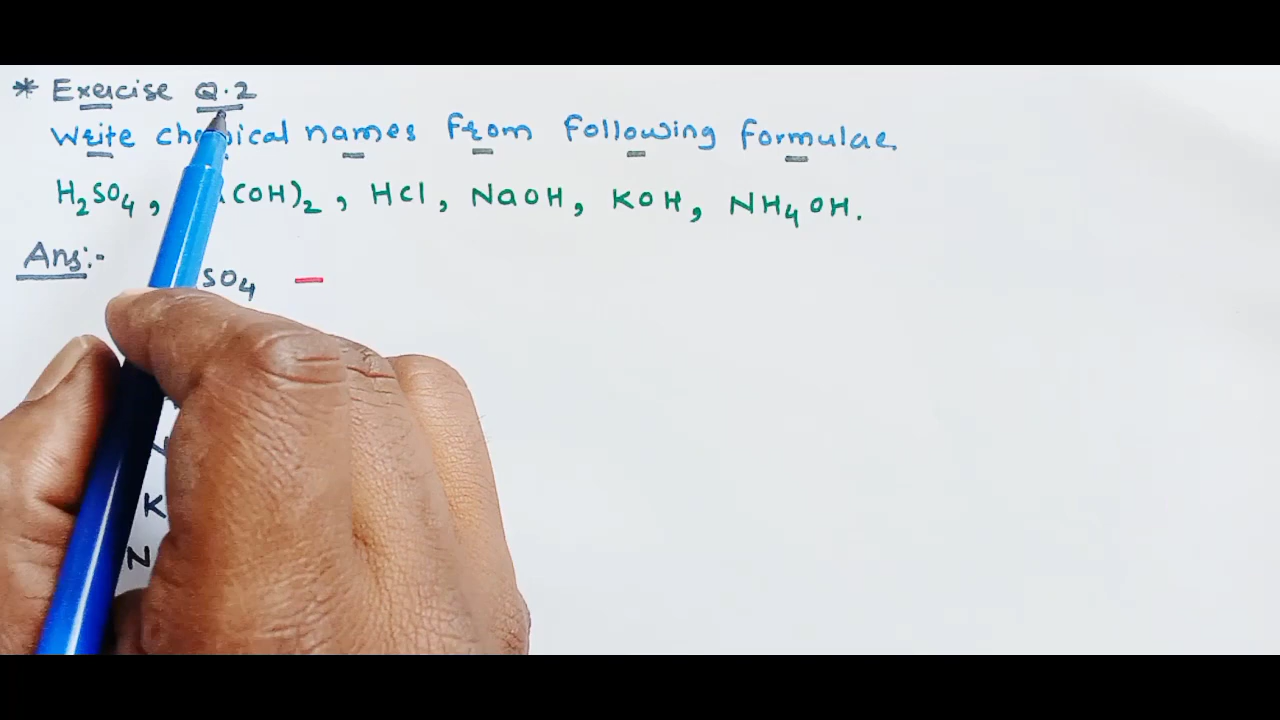 * Exercise Q.2
Write chemical names from following formulae.
H₂SO₄, (OH)₂, HCl, NaOH, KOH, NH₄OH.
Ans:- SO₄ –
K
N